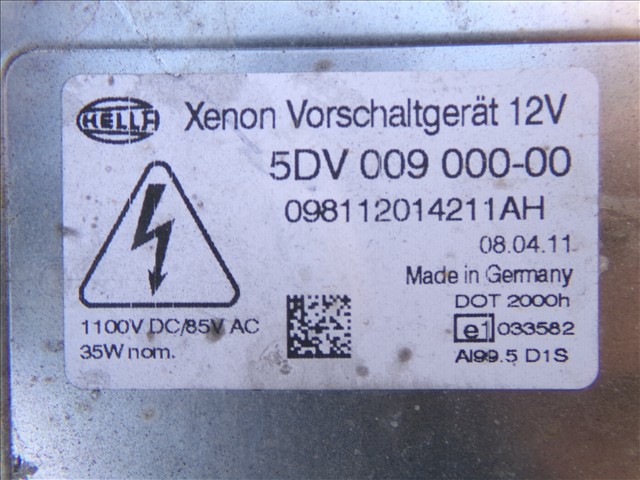 HELLA
Xenon Vorschaltgerät 12V
5DV 009 000-00
098112014211AH
08.04.11
Made in Germany
DOT 2000h
e1 033582
AI99.5 D1S
1100V DC/85V AC
35W nom.